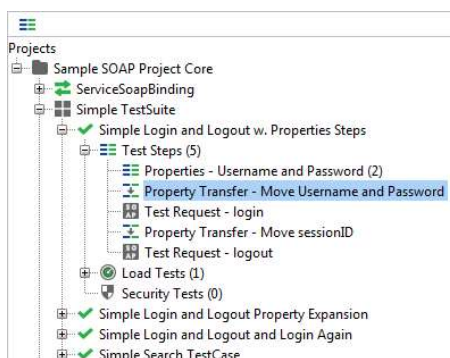 Projects
Sample SOAP Project Core
ServiceSoapBinding
Simple TestSuite
Simple Login and Logout w. Properties Steps
Test Steps (5)
Properties - Username and Password (2)
Property Transfer - Move Username and Password
Test Request - login
Property Transfer - Move sessionID
Test Request - logout
Load Tests (1)
Security Tests (0)
Simple Login and Logout Property Expansion
Simple Login and Logout and Login Again
Simple Search TestCase